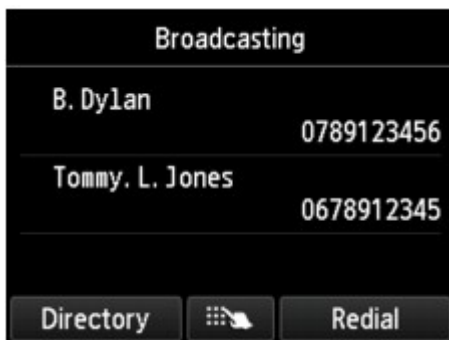 Broadcasting
B. Dylan
0789123456
Tommy. L. Jones
0678912345
Directory Redial